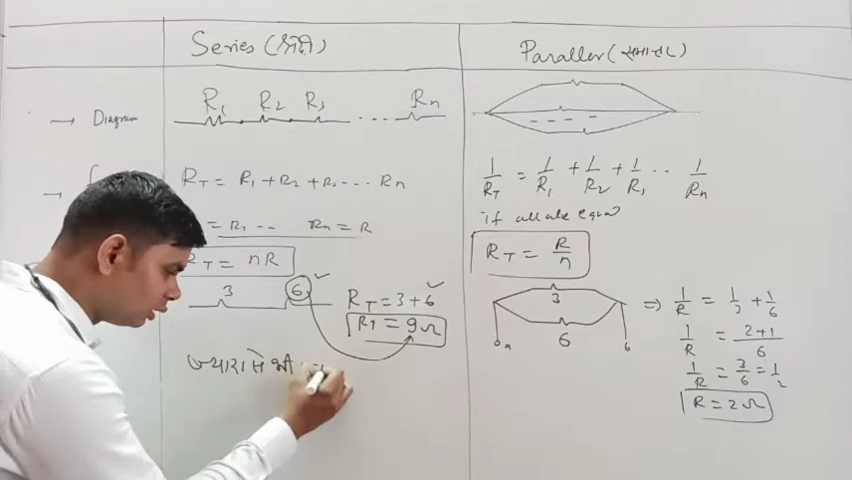 Series (श्रेणी)
Paraller (समान्तर)
→ Diagram
R1 R2 R3 ... Rn
RT = R1 + R2 + R3 ... Rn
= R2 -- Rn = R
RT = nR
3 6 ✓
RT = 3 + 6 ✓
RT = 9Ω
ज्यादा से भी
1/RT = 1/R1 + 1/R2 + 1/R3 .. 1/Rn
if all are equal
RT = R/n
3
6
a
b
⇒ 1/R = 1/3 + 1/6
1/R = 2+1/6
1/R = 3/6 = 1/2
R = 2Ω